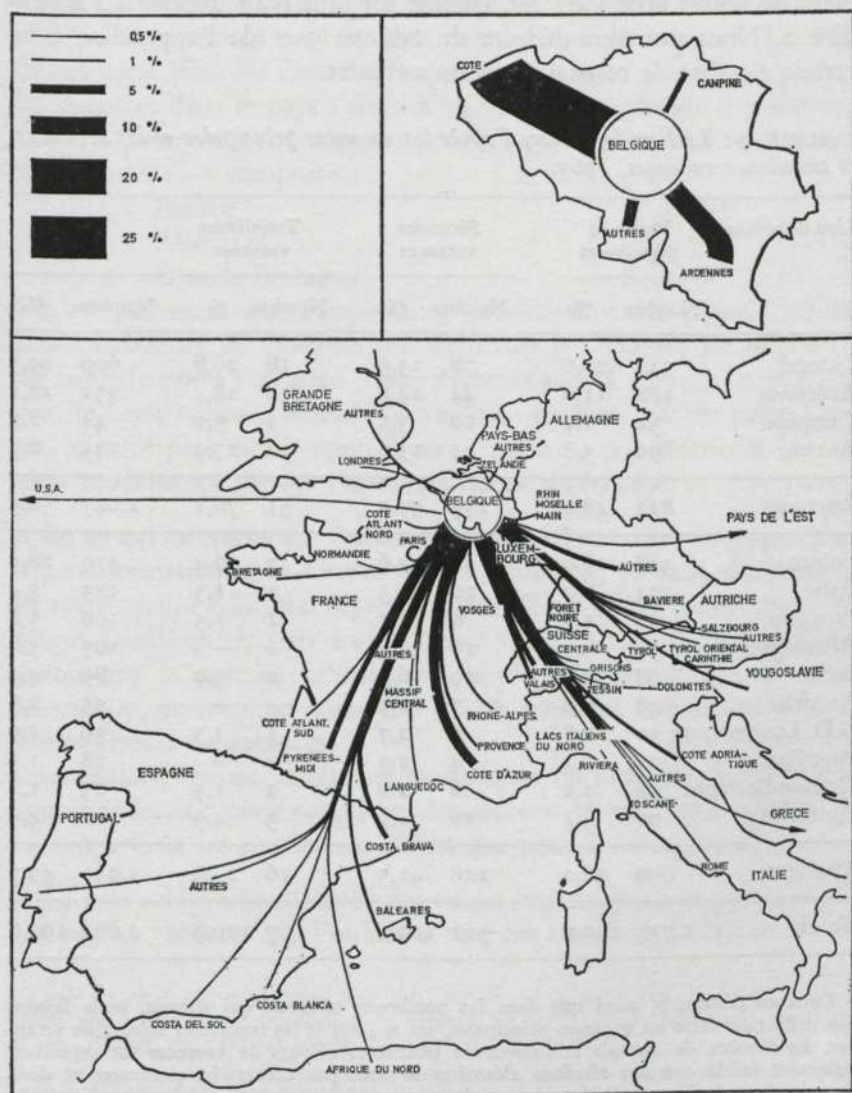 0,5 %
1 %
5 %
10 %
20 %
25 %
COTE
CAMPINE
BELGIQUE
AUTRES
ARDENNES
GRANDE
BRETAGNE
AUTRES
LONDRES
PAYS-BAS
AUTRES
ZELANDE
ALLEMAGNE
U.S.A.
BELGIQUE
RHIN
MOSELLE
MAIN
PAYS DE L'EST
COTE
ATLANT
NORD
PARIS
LUXEM-
BOURG
NORMANDIE
BRETAGNE
FRANCE
VOSGES
AUTRES
BAVIERE
AUTRICHE
FORET
NOIRE
SUISSE
CENTRALE
SALZBOURG
AUTRES
TYROL
TYROL ORIENTAL
CARINTHIE
GRISONS
YOUGOSLAVIE
AUTRES
VALAIS
TESSIN
DOLOMITES
AUTRES
MASSIF
CENTRAL
RHONE-ALPES
LACS ITALIENS
DU NORD
COTE ATLANT.
SUD
PROVENCE
COTE ADRIA-
TIQUE
PYRENEES-
MIDI
COTE D'AZUR
RIVIERA
AUTRES
LANGUEDOC
TOSCANE
GRECE
ESPAGNE
PORTUGAL
COSTA BRAVA
ROME
ITALIE
AUTRES
BALEARES
COSTA BLANCA
COSTA DEL SOL
AFRIQUE DU NORD